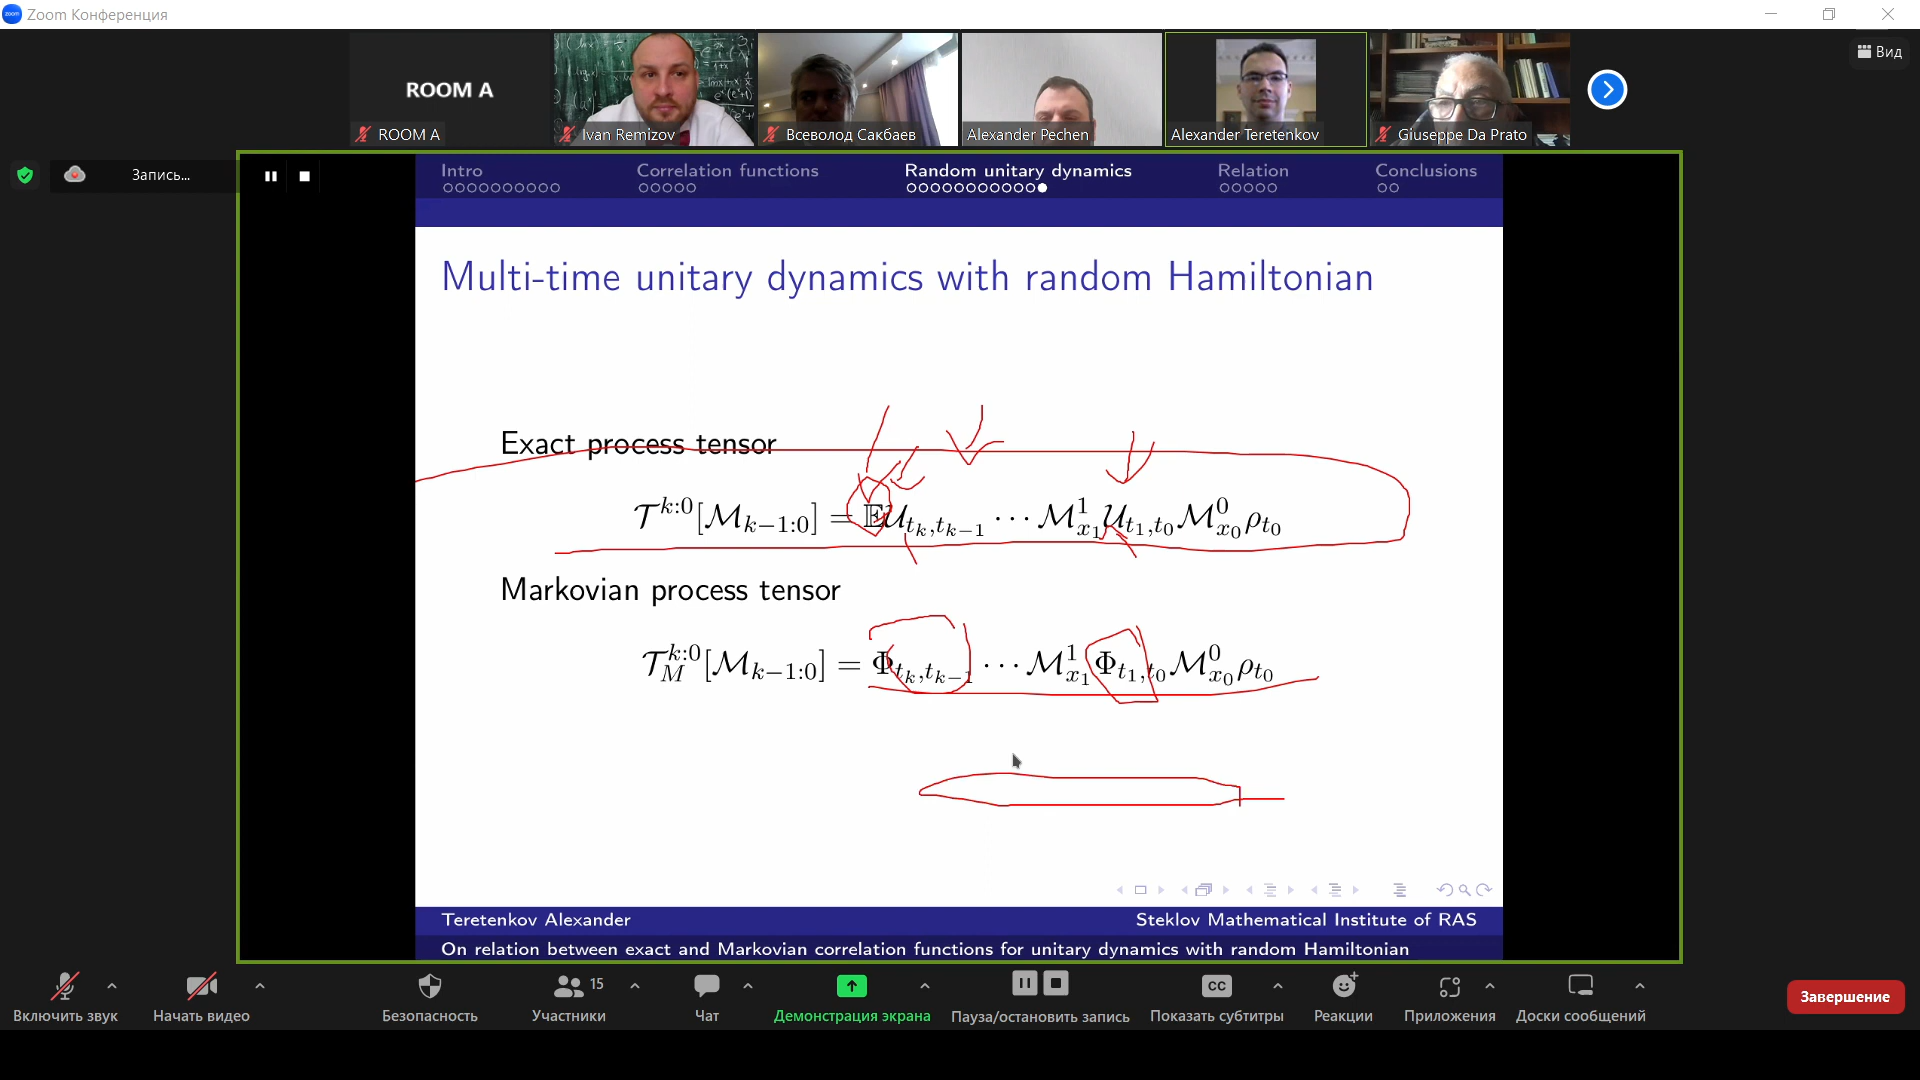 Zoom Конференция
Вид
ROOM A
ROOM A
Ivan Remizov
Всеволод Сакбаев
Alexander Pechen
Alexander Teretenkov
Giuseppe Da Prato
Запись...
Intro
Correlation functions
Random unitary dynamics
Relation
Conclusions
Multi-time unitary dynamics with random Hamiltonian
Exact process tensor
𝒯^{k:0}[ℳ_{k−1:0}] = 𝔼𝒰_{t_k,t_{k−1}} ⋯ ℳ^1_{x_1} 𝒰_{t_1,t_0} ℳ^0_{x_0} ρ_{t_0}
Markovian process tensor
𝒯_M^{k:0}[ℳ_{k−1:0}] = Φ_{t_k,t_{k−1}} ⋯ ℳ^1_{x_1} Φ_{t_1,t_0} ℳ^0_{x_0} ρ_{t_0}
Teretenkov Alexander
Steklov Mathematical Institute of RAS
On relation between exact and Markovian correlation functions for unitary dynamics with random Hamiltonian
Включить звук
Начать видео
Безопасность
15
Участники
Чат
Демонстрация экрана
Пауза/остановить запись
CC
Показать субтитры
Реакции
Приложения
Доски сообщений
Завершение